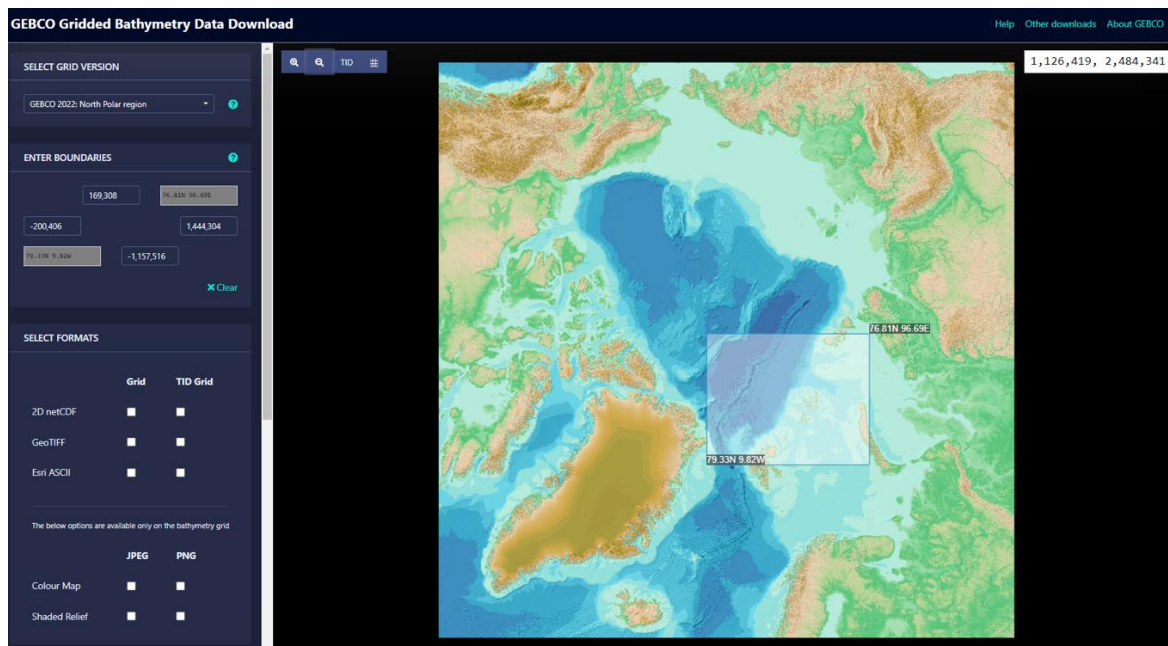 GEBCO Gridded Bathymetry Data Download
Help Other downloads About GEBCO
SELECT GRID VERSION
GEBCO 2022: North Polar region ?
TID
1,126,419, 2,484,341
ENTER BOUNDARIES ?
169,308 76.81N 96.69E
-200,406 1,444,304
79.33N 9.82W -1,157,516
Clear
SELECT FORMATS
Grid TID Grid
2D netCDF
GeoTIFF
Esri ASCII
The below options are available only on the bathymetry grid
JPEG PNG
Colour Map
Shaded Relief
76.81N 96.69E
79.33N 9.82W